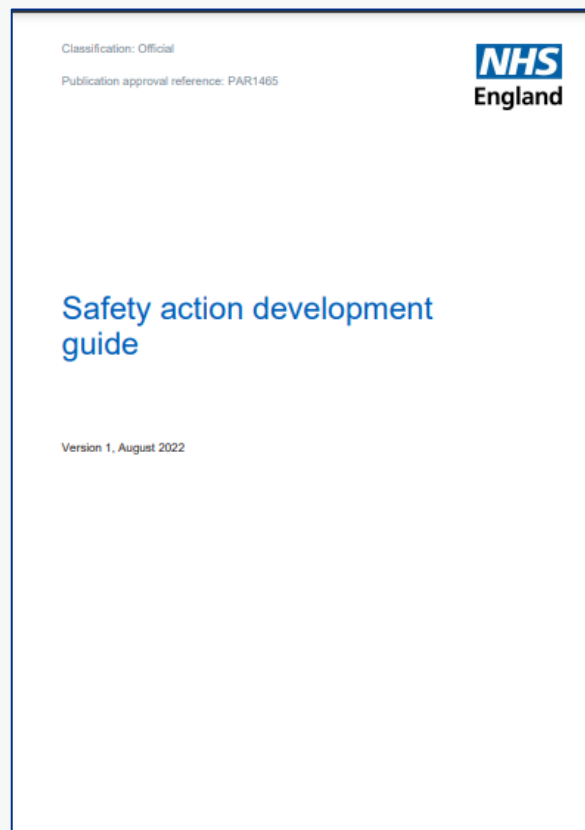 Classification: Official
Publication approval reference: PAR1465
NHS
England
Safety action development
guide
Version 1, August 2022